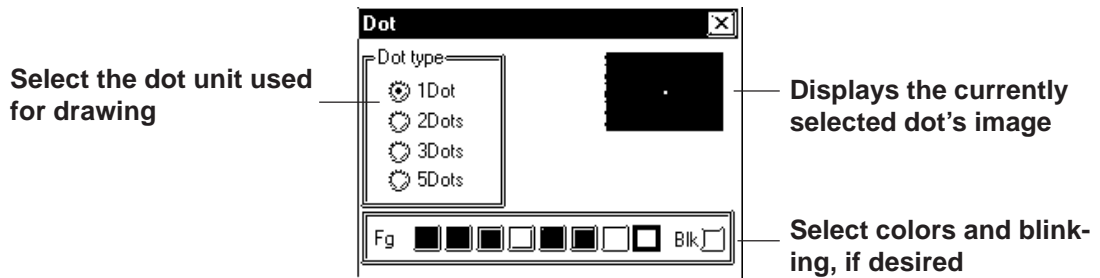 Dot
Dot type
1Dot
2Dots
3Dots
5Dots
Fg
Blk
Select the dot unit used
for drawing
Displays the currently
selected dot’s image
Select colors and blink-
ing, if desired